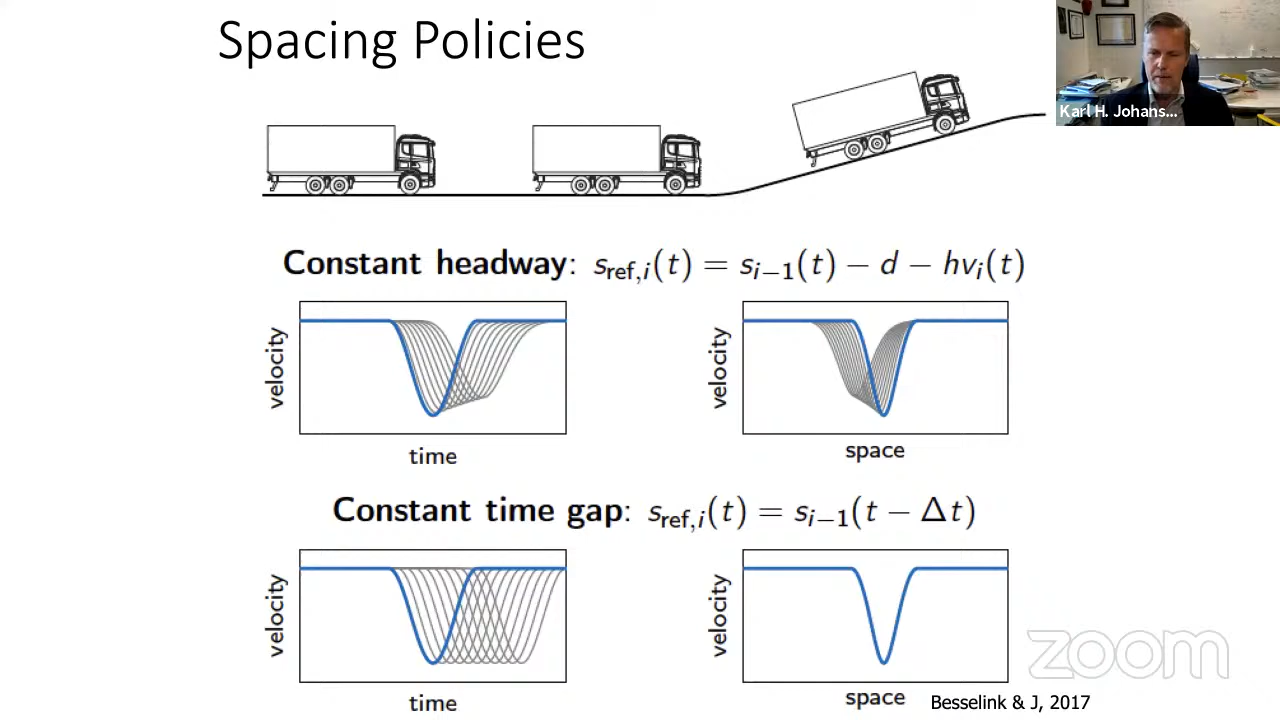 Spacing Policies
Karl H. Johans...
Constant headway: s_ref,i(t) = s_i−1(t) − d − hv_i(t)
velocity
time
velocity
space
Constant time gap: s_ref,i(t) = s_i−1(t − Δt)
velocity
time
velocity
space
zoom
Besselink & J, 2017